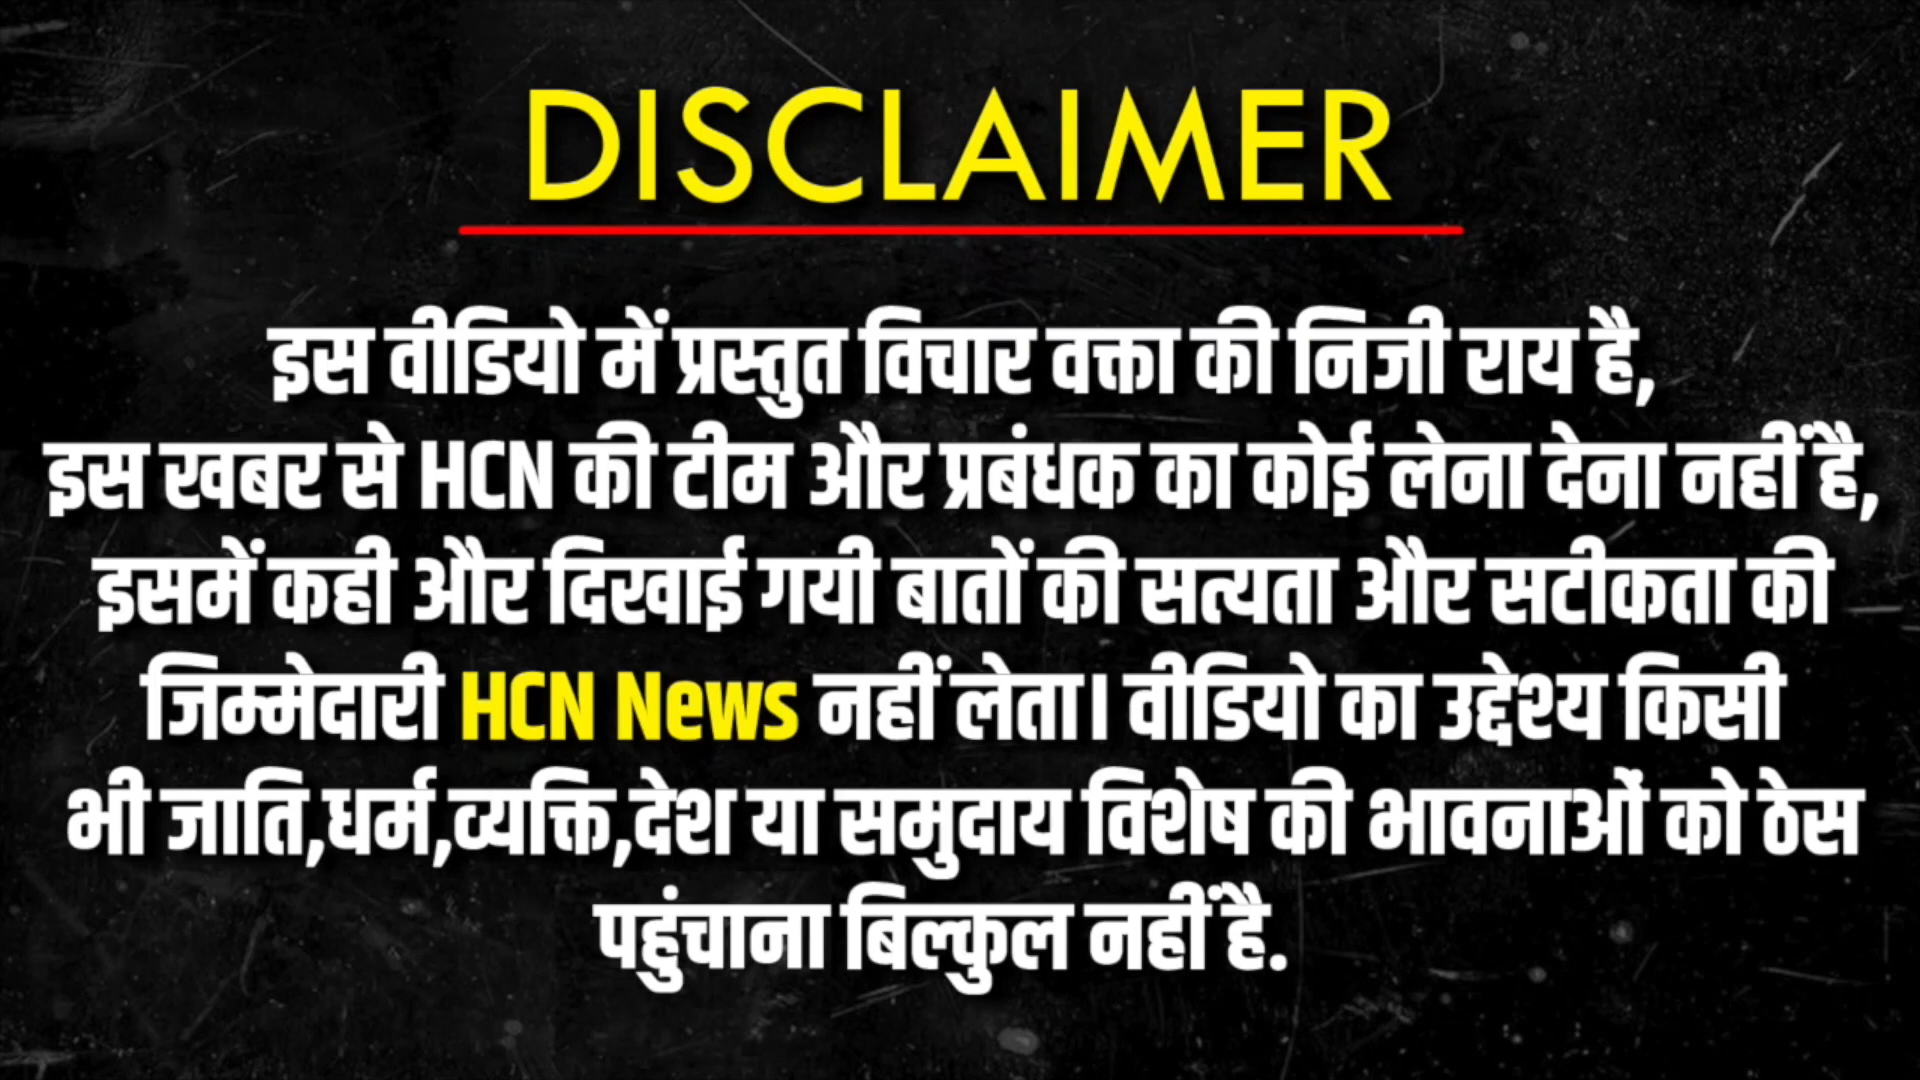 DISCLAIMER
इस वीडियो में प्रस्तुत विचार वक्ता की निजी राय है,
इस खबर से HCN की टीम और प्रबंधक का कोई लेना देना नहीं है,
इसमें कही और दिखाई गयी बातों की सत्यता और सटीकता की
जिम्मेदारी HCN News नहीं लेता। वीडियो का उद्देश्य किसी
भी जाति,धर्म,व्यक्ति,देश या समुदाय विशेष की भावनाओं को ठेस
पहुंचाना बिल्कुल नहीं है.